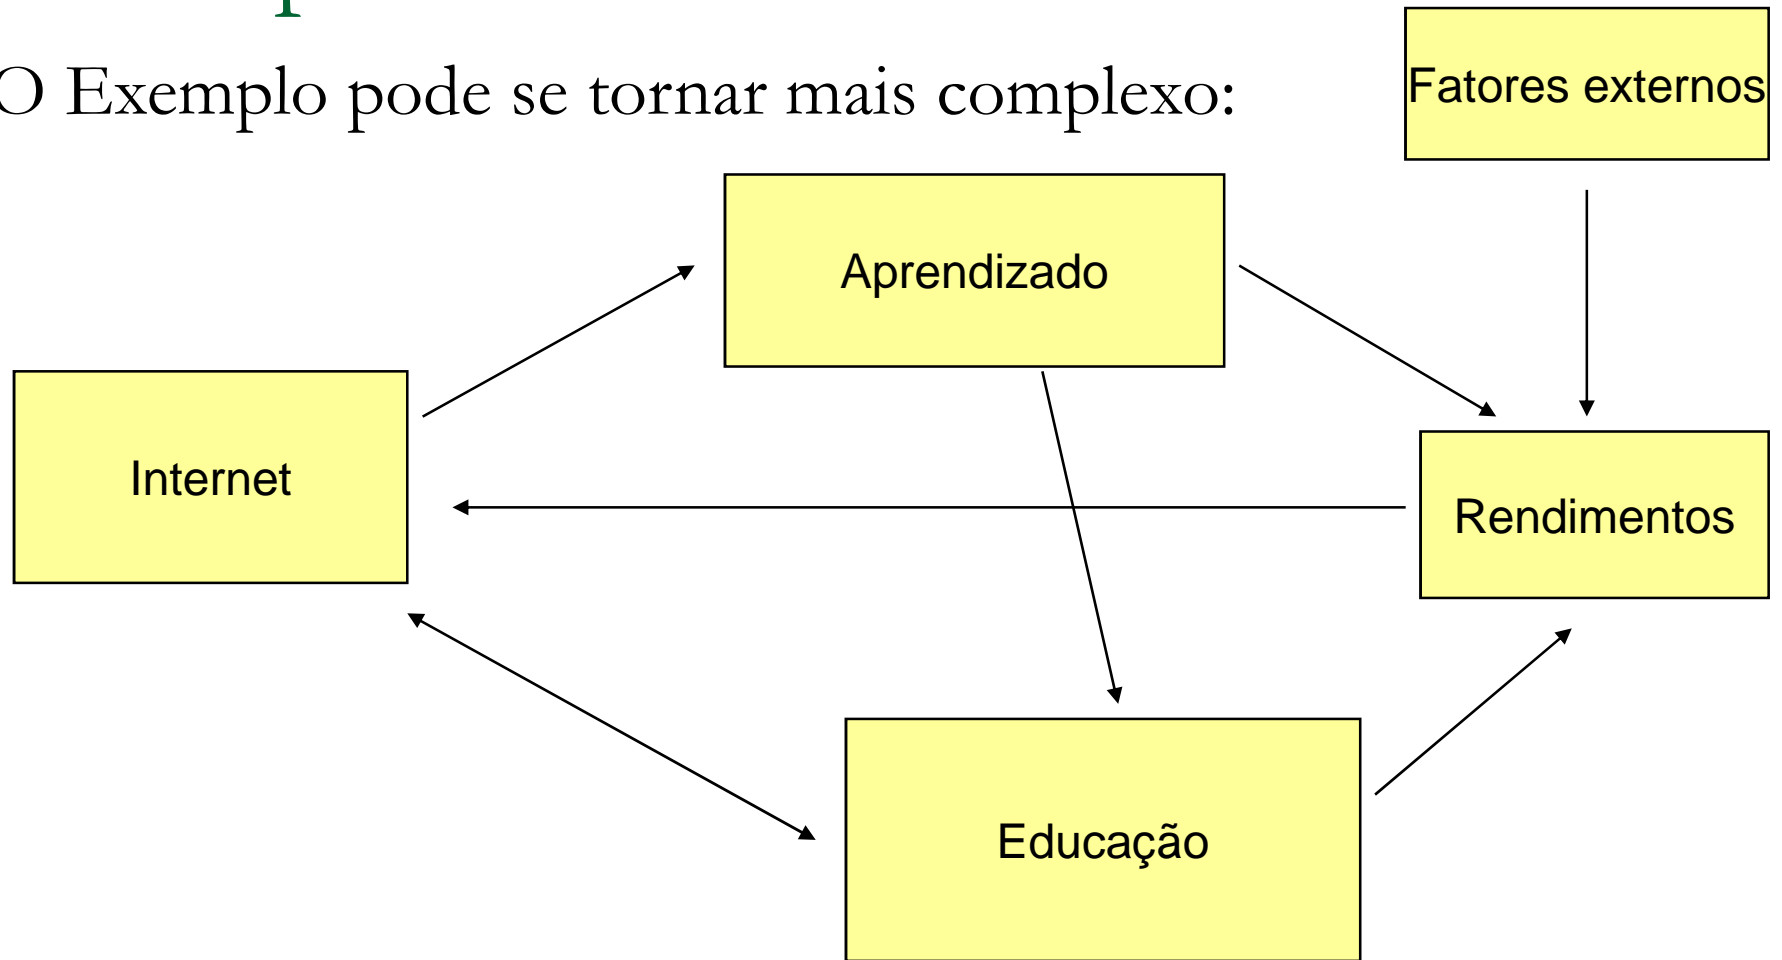 O Exemplo pode se tornar mais complexo:
Fatores externos
Aprendizado
Internet
Rendimentos
Educação